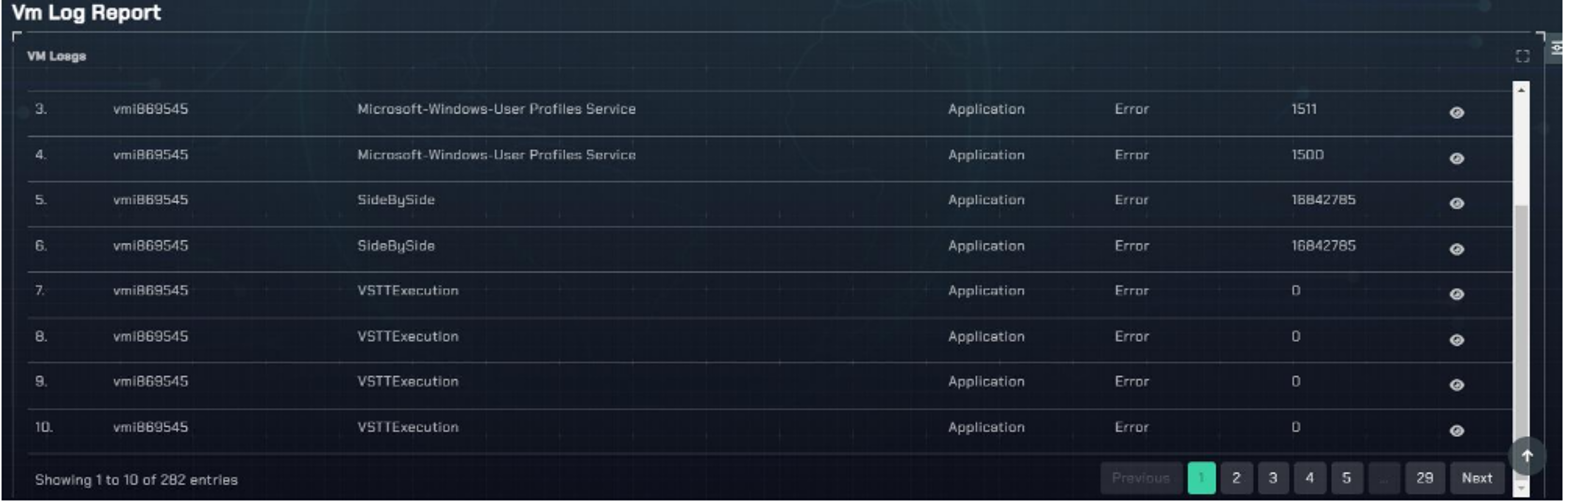 Vm Log Report
VM Loegs
3. vmi869545 Microsoft-Windows-User Profiles Service Application Error 1511
4. vmi869545 Microsoft-Windows-User Profiles Service Application Error 1500
5. vmi869545 SideBySide Application Error 16842785
6. vmi869545 SideBySide Application Error 16842785
7. vmi869545 VSTTExecution Application Error 0
8. vmi869545 VSTTExecution Application Error 0
9. vmi869545 VSTTExecution Application Error 0
10. vmi869545 VSTTExecution Application Error 0
Showing 1 to 10 of 282 entries Previous 1 2 3 4 5 ... 29 Next